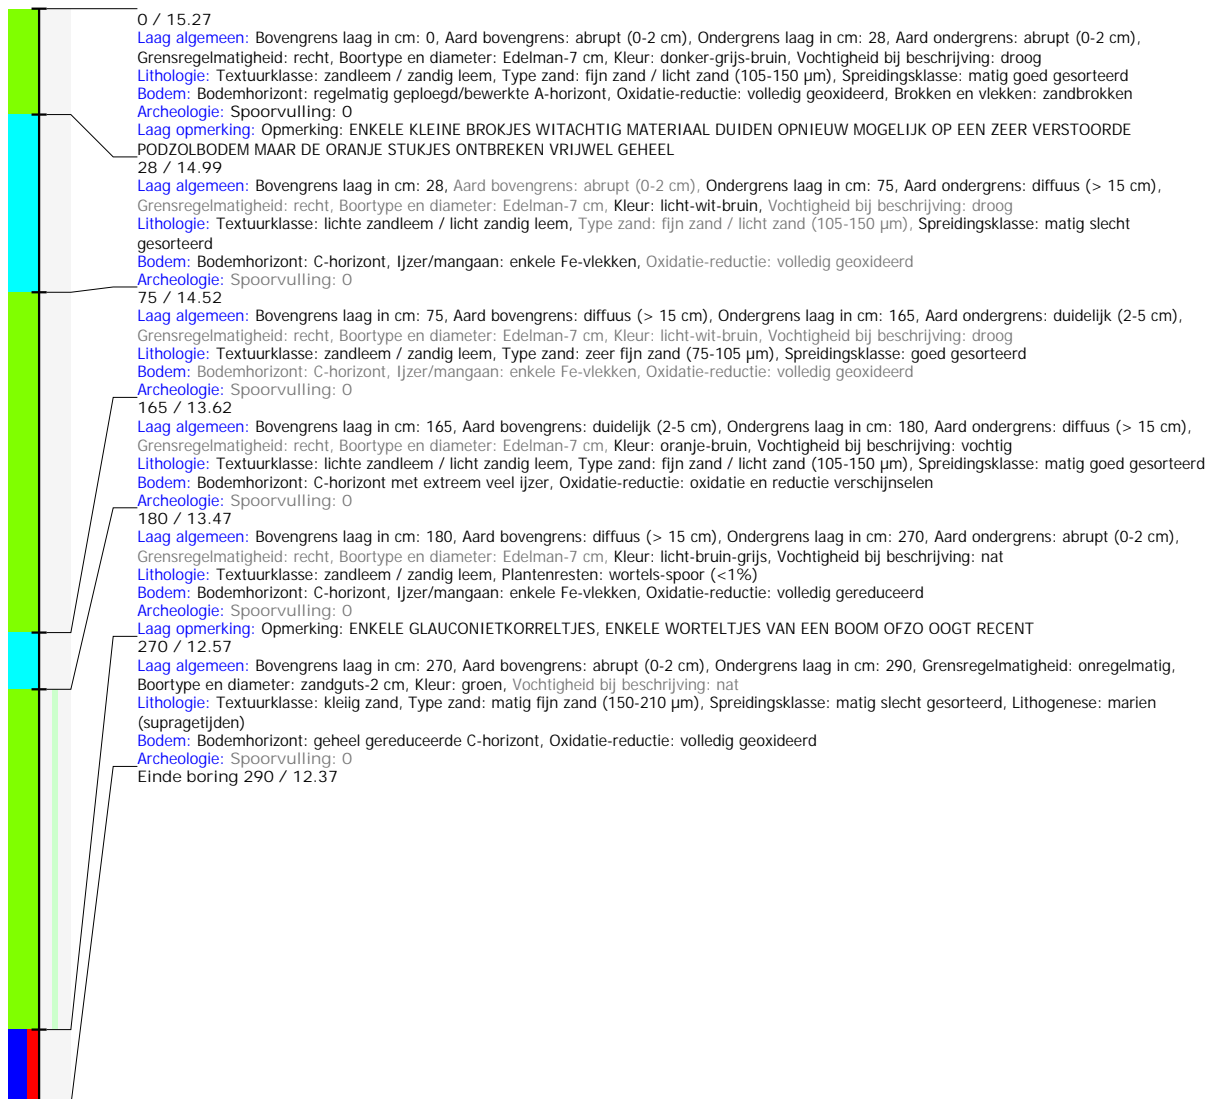 0 / 15.27
Laag algemeen: Bovengrens laag in cm: 0, Aard bovengrens: abrupt (0-2 cm), Ondergrens laag in cm: 28, Aard ondergrens: abrupt (0-2 cm),
Grensregelmatigheid: recht, Boortype en diameter: Edelman-7 cm, Kleur: donker-grijs-bruin, Vochtigheid bij beschrijving: droog
Lithologie: Textuurklasse: zandleem / zandig leem, Type zand: fijn zand / licht zand (105-150 µm), Spreidingsklasse: matig goed gesorteerd
Bodem: Bodemhorizont: regelmatig geploegd/bewerkte A-horizont, Oxidatie-reductie: volledig geoxideerd, Brokken en vlekken: zandbrokken
Archeologie: Spoorvulling: 0
Laag opmerking: Opmerking: ENKELE KLEINE BROKJES WITACHTIG MATERIAAL DUIDEN OPNIEUW MOGELIJK OP EEN ZEER VERSTOORDE
PODZOLBODEM MAAR DE ORANJE STUKJES ONTBREKEN VRIJWEL GEHEEL
28 / 14.99
Laag algemeen: Bovengrens laag in cm: 28, Aard bovengrens: abrupt (0-2 cm), Ondergrens laag in cm: 75, Aard ondergrens: diffuus (> 15 cm),
Grensregelmatigheid: recht, Boortype en diameter: Edelman-7 cm, Kleur: licht-wit-bruin, Vochtigheid bij beschrijving: droog
Lithologie: Textuurklasse: lichte zandleem / licht zandig leem, Type zand: fijn zand / licht zand (105-150 µm), Spreidingsklasse: matig slecht
gesorteerd
Bodem: Bodemhorizont: C-horizont, Ijzer/mangaan: enkele Fe-vlekken, Oxidatie-reductie: volledig geoxideerd
Archeologie: Spoorvulling: 0
75 / 14.52
Laag algemeen: Bovengrens laag in cm: 75, Aard bovengrens: diffuus (> 15 cm), Ondergrens laag in cm: 165, Aard ondergrens: duidelijk (2-5 cm),
Grensregelmatigheid: recht, Boortype en diameter: Edelman-7 cm, Kleur: licht-wit-bruin, Vochtigheid bij beschrijving: droog
Lithologie: Textuurklasse: zandleem / zandig leem, Type zand: zeer fijn zand (75-105 µm), Spreidingsklasse: goed gesorteerd
Bodem: Bodemhorizont: C-horizont, Ijzer/mangaan: enkele Fe-vlekken, Oxidatie-reductie: volledig geoxideerd
Archeologie: Spoorvulling: 0
165 / 13.62
Laag algemeen: Bovengrens laag in cm: 165, Aard bovengrens: duidelijk (2-5 cm), Ondergrens laag in cm: 180, Aard ondergrens: diffuus (> 15 cm),
Grensregelmatigheid: recht, Boortype en diameter: Edelman-7 cm, Kleur: oranje-bruin, Vochtigheid bij beschrijving: vochtig
Lithologie: Textuurklasse: lichte zandleem / licht zandig leem, Type zand: fijn zand / licht zand (105-150 µm), Spreidingsklasse: matig goed gesorteerd
Bodem: Bodemhorizont: C-horizont met extreem veel ijzer, Oxidatie-reductie: oxidatie en reductie verschijnselen
Archeologie: Spoorvulling: 0
180 / 13.47
Laag algemeen: Bovengrens laag in cm: 180, Aard bovengrens: diffuus (> 15 cm), Ondergrens laag in cm: 270, Aard ondergrens: abrupt (0-2 cm),
Grensregelmatigheid: recht, Boortype en diameter: Edelman-7 cm, Kleur: licht-bruin-grijs, Vochtigheid bij beschrijving: nat
Lithologie: Textuurklasse: zandleem / zandig leem, Plantenresten: wortels-spoor (<1%)
Bodem: Bodemhorizont: C-horizont, Ijzer/mangaan: enkele Fe-vlekken, Oxidatie-reductie: volledig gereduceerd
Archeologie: Spoorvulling: 0
Laag opmerking: Opmerking: ENKELE GLAUCONIETKORRELTJES, ENKELE WORTELTJES VAN EEN BOOM OFZO OOGT RECENT
270 / 12.57
Laag algemeen: Bovengrens laag in cm: 270, Aard bovengrens: abrupt (0-2 cm), Ondergrens laag in cm: 290, Grensregelmatigheid: onregelmatig,
Boortype en diameter: zandguts-2 cm, Kleur: groen, Vochtigheid bij beschrijving: nat
Lithologie: Textuurklasse: kleiig zand, Type zand: matig fijn zand (150-210 µm), Spreidingsklasse: matig slecht gesorteerd, Lithogenese: marien
(supragetijden)
Bodem: Bodemhorizont: geheel gereduceerde C-horizont, Oxidatie-reductie: volledig geoxideerd
Archeologie: Spoorvulling: 0
Einde boring 290 / 12.37